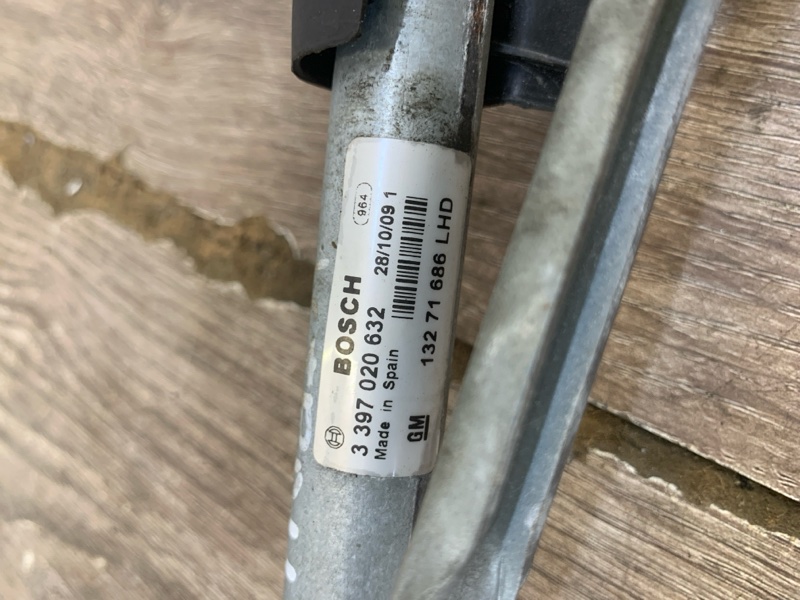 964
BOSCH
28/10/09 1
3 397 020 632
Made in Spain
GM
132 71 686 LHD